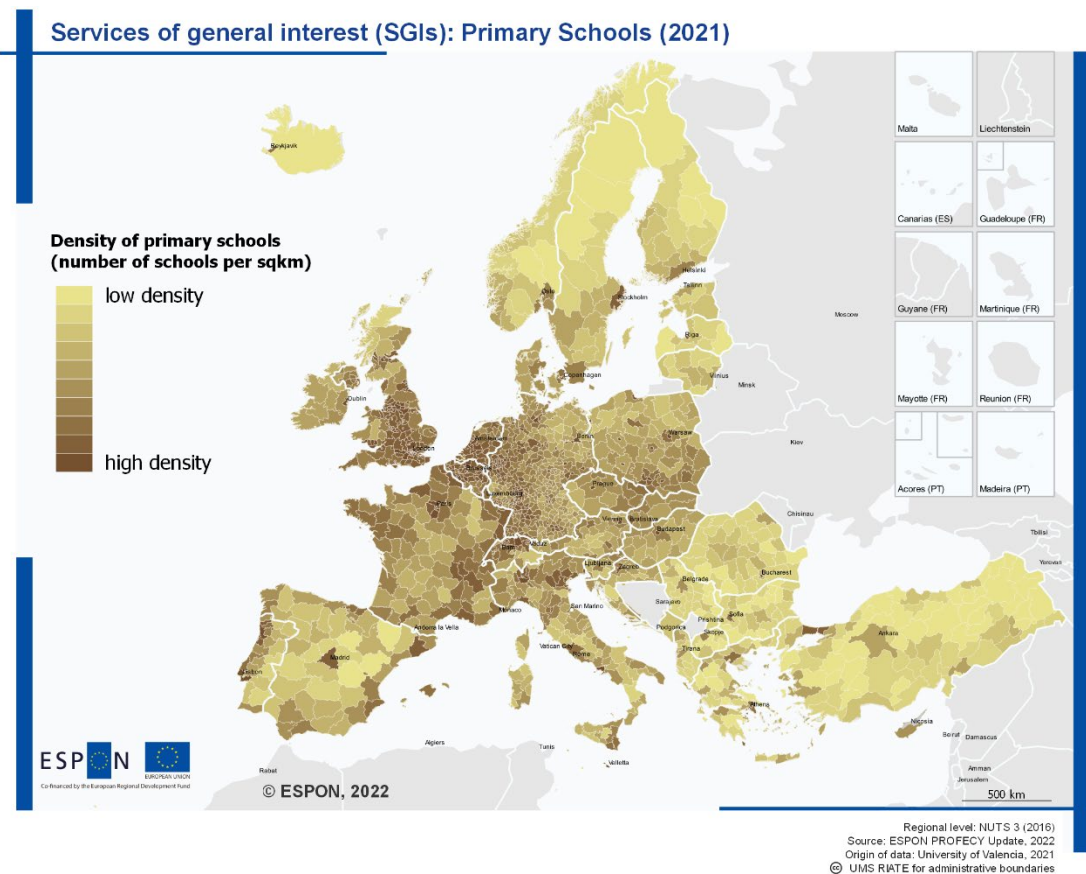 Services of general interest (SGIs): Primary Schools (2021)
Malta
Liechtenstein
Reykjavik
Canarias (ES)
Guadeloupe (FR)
Density of primary schools
(number of schools per sqkm)
low density
high density
Guyane (FR)
Martinique (FR)
Mayotte (FR)
Reunion (FR)
Acores (PT)
Madeira (PT)
Helsinki
Tallinn
Oslo
Stockholm
Riga
Moscow
Copenhagen
Vilnius
Minsk
Dublin
London
Amsterdam
Berlin
Warsaw
Kiev
Luxembourg
Prague
Paris
Vienna
Bratislava
Budapest
Chisinau
Bern
Vaduz
Ljubljana
Zagreb
Belgrade
Bucharest
Tbilisi
Yerevan
Monaco
San Marino
Sarajevo
Prishtina
Sofia
Podgorica
Skopje
Andorra la Vella
Vatican City
Rome
Tirana
Ankara
Madrid
Lisbon
Athens
Nicosia
Beirut
Damascus
Algiers
Tunis
Valletta
Rabat
Amman
Jerusalem
500 km
ESPON
EUROPEAN UNION
Co-financed by the European Regional Development Fund
© ESPON, 2022
Regional level: NUTS 3 (2016)
Source: ESPON PROFECY Update, 2022
Origin of data: University of Valencia, 2021
UMS RIATE for administrative boundaries